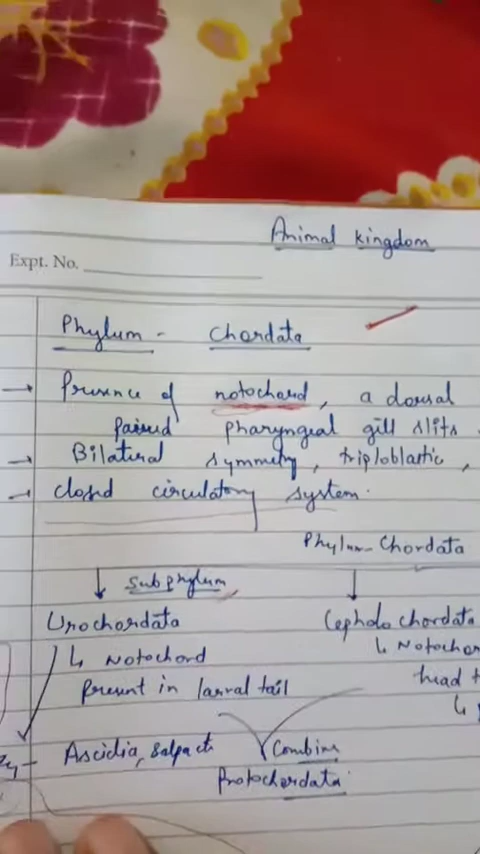 Animal kingdom
Expt. No.
Phylum - Chordata
→ Presence of notochord, a dorsal
paired pharyngeal gill slits.
→ Bilateral symmetry, triploblastic,
→ closed circulatory system.
Phylum-Chordata
Subphylum
Urochordata
Cephalochordata
↳ Notochord
present in larval tail
↳ Notochor
head t
Ascidia, Salpa etc
Combine
Protochordata